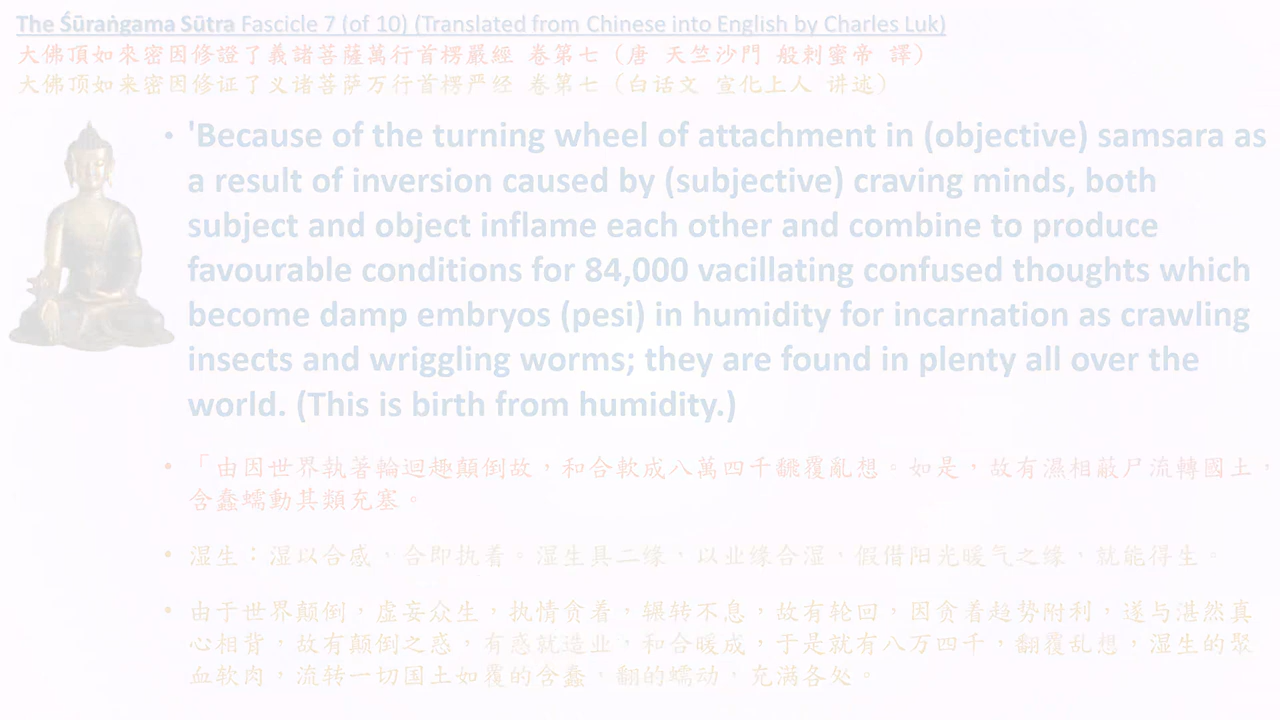 The Śūraṅgama Sūtra Fascicle 7 (of 10) (Translated from Chinese into English by Charles Luk)
大佛頂如來密因修證了義諸菩薩萬行首楞嚴經 卷第七（唐 天竺沙門 般剌蜜帝 譯）
大佛顶如来密因修证了义诸菩萨万行首楞严经 卷第七（白话文 宣化上人 讲述）
• 'Because of the turning wheel of attachment in (objective) samsara as
a result of inversion caused by (subjective) craving minds, both
subject and object inflame each other and combine to produce
favourable conditions for 84,000 vacillating confused thoughts which
become damp embryos (pesi) in humidity for incarnation as crawling
insects and wriggling worms; they are found in plenty all over the
world. (This is birth from humidity.)
• 「由因世界執著輪迴趣顛倒故，和合軟成八萬四千飜覆亂想。如是，故有濕相蔽尸流轉國土，
含蠢蠕動其類充塞。
• 湿生：湿以合感，合即执着。湿生具二缘，以业缘合湿，假借阳光暖气之缘，就能得生。
• 由于世界颠倒，虚妄众生，执情贪着，辗转不息，故有轮回，因贪着趋势附利，遂与湛然真
心相背，故有颠倒之惑，有惑就造业，和合暖成，于是就有八万四千，翻覆乱想，湿生的聚
血软肉，流转一切国土如覆的含蠢，翻的蠕动，充满各处。